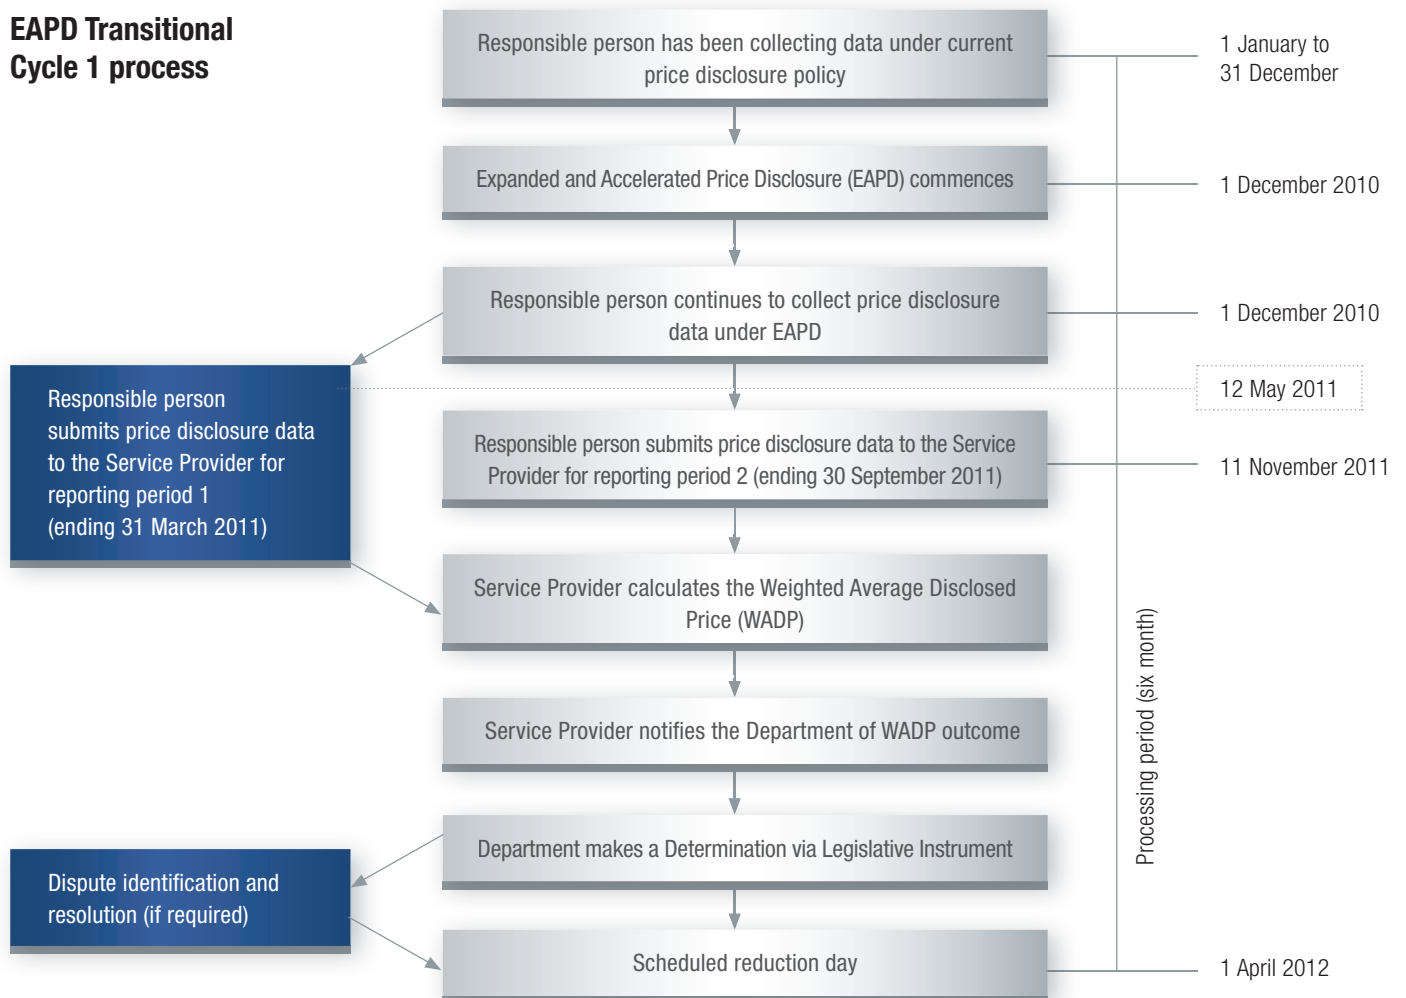 EAPD Transitional
Cycle 1 process
Responsible person has been collecting data under current
price disclosure policy
1 January to
31 December
Expanded and Accelerated Price Disclosure (EAPD) commences
1 December 2010
Responsible person continues to collect price disclosure
data under EAPD
1 December 2010
12 May 2011
Responsible person
submits price disclosure data
to the Service Provider for
reporting period 1
(ending 31 March 2011)
Responsible person submits price disclosure data to the Service
Provider for reporting period 2 (ending 30 September 2011)
11 November 2011
Service Provider calculates the Weighted Average Disclosed
Price (WADP)
Service Provider notifies the Department of WADP outcome
Processing period (six month)
Department makes a Determination via Legislative Instrument
Dispute identification and
resolution (if required)
Scheduled reduction day
1 April 2012